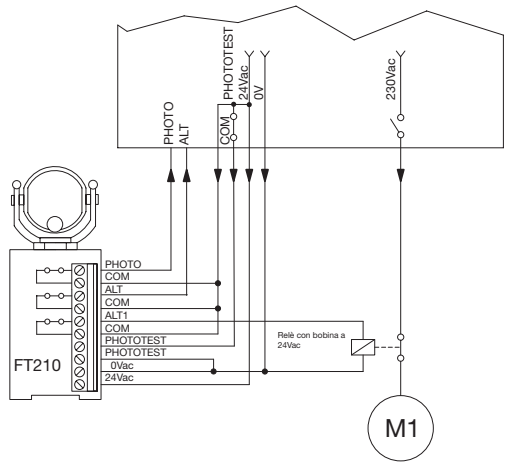 PHOTOTEST
24Vac
0V
230Vac
PHOTO
ALT
COM
PHOTO
COM
ALT
COM
ALT1
COM
PHOTOTEST
PHOTOTEST
0Vac
24Vac
FT210
Relè con bobina a
24Vac
M1